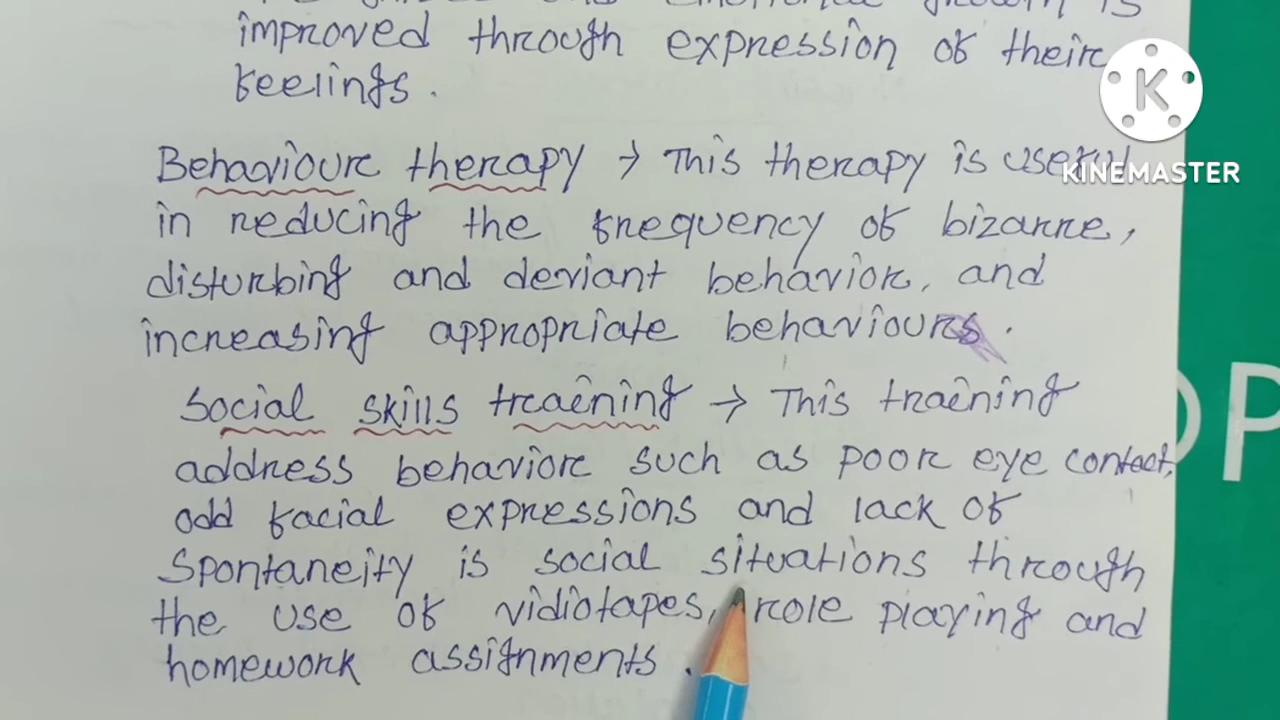 improved through expression of their
feelings.
Behaviour therapy → This therapy is useful
in reducing the frequency of bizarre,
disturbing and deviant behavior, and
increasing appropriate behaviours.
Social skills training → This training
address behavior such as poor eye contact,
odd facial expressions and lack of
spontaneity is social situations through
the use of vidiotapes, role playing and
homework assignments.
K
KINEMASTER
OP